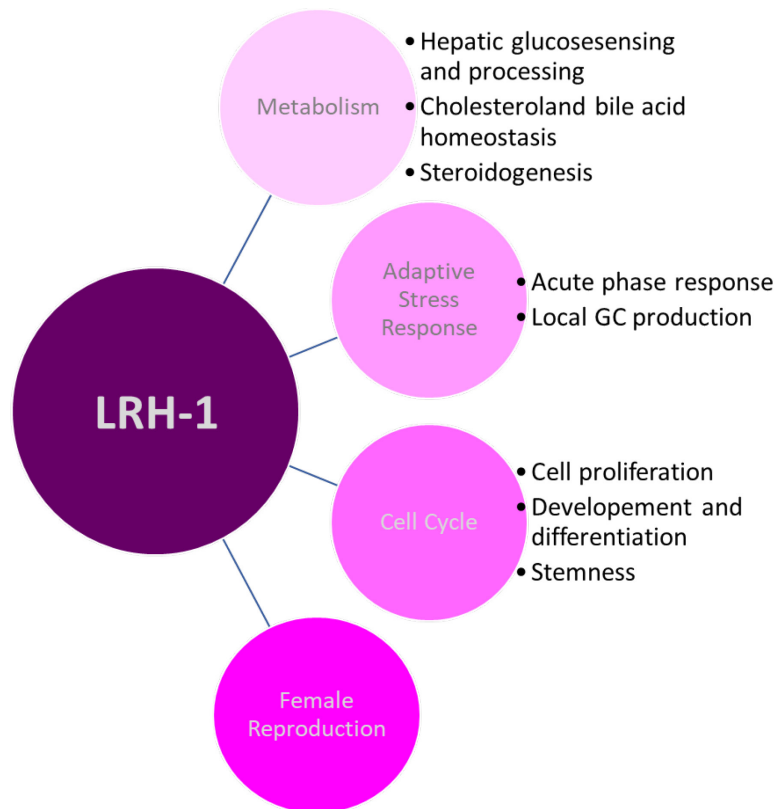 Metabolism
• Hepatic glucosesensing
and processing
• Cholesteroland bile acid
homeostasis
• Steroidogenesis
Adaptive
Stress
Response
• Acute phase response
• Local GC production
LRH-1
Cell Cycle
• Cell proliferation
• Developement and
differentiation
• Stemness
Female
Reproduction